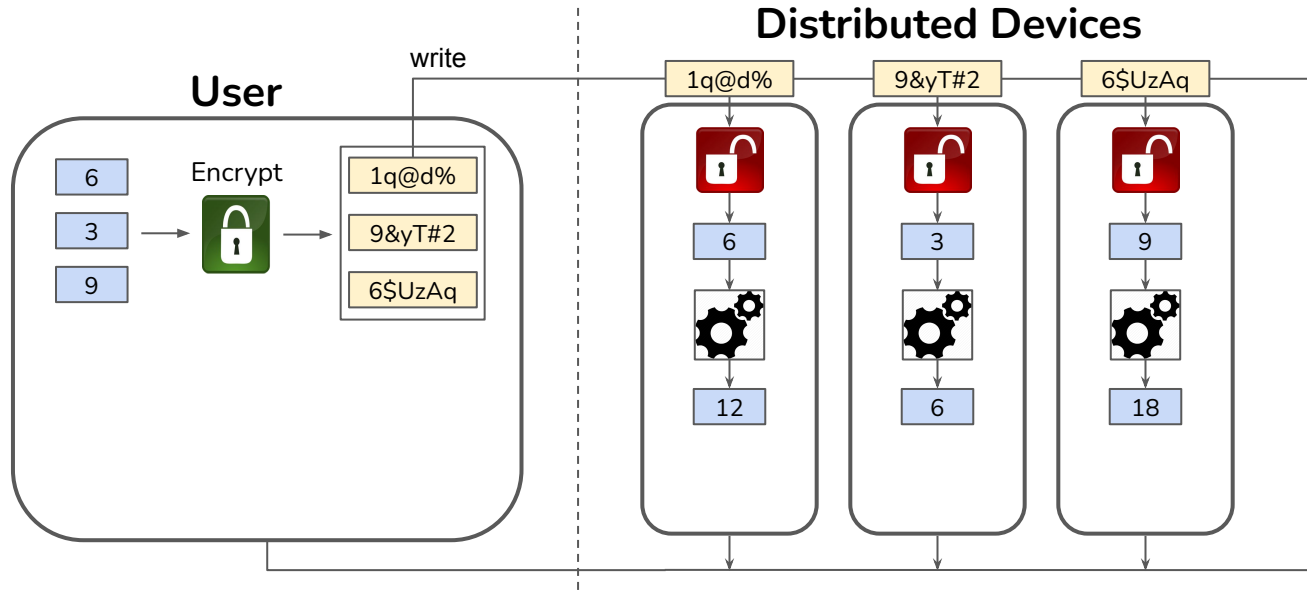 Distributed Devices
write
User
1q@d%
9&yT#2
6$UzAq
6
3
9
Encrypt
1q@d%
9&yT#2
6$UzAq
6
3
9
12
6
18